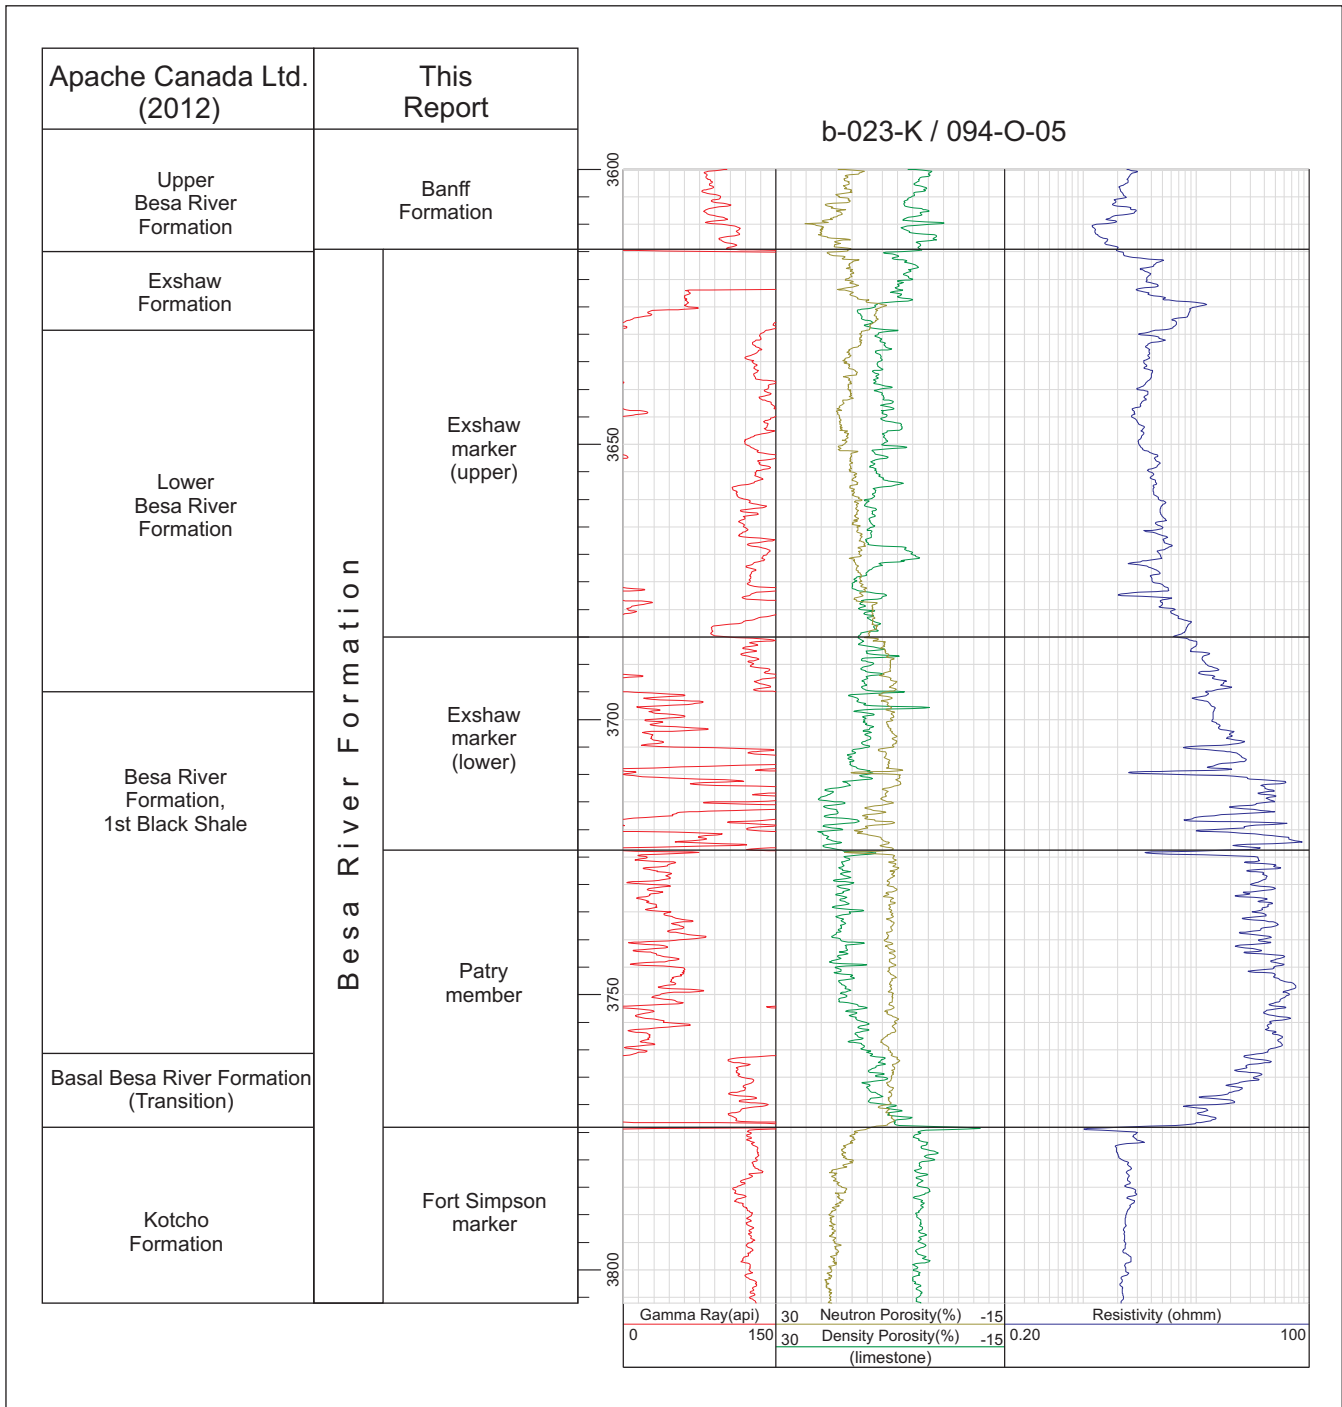 Apache Canada Ltd.
(2012)
This
Report
b-023-K / 094-O-05
Upper
Besa River
Formation
Banff
Formation
Exshaw
Formation
Lower
Besa River
Formation
Besa River
Formation,
1st Black Shale
Basal Besa River Formation
(Transition)
Kotcho
Formation
Besa River Formation
Exshaw
marker
(upper)
Exshaw
marker
(lower)
Patry
member
Fort Simpson
marker
3600
3650
3700
3750
3800
Gamma Ray(api)
0 150
30 Neutron Porosity(%) -15
30 Density Porosity(%) -15
(limestone)
Resistivity (ohmm)
0.20 100